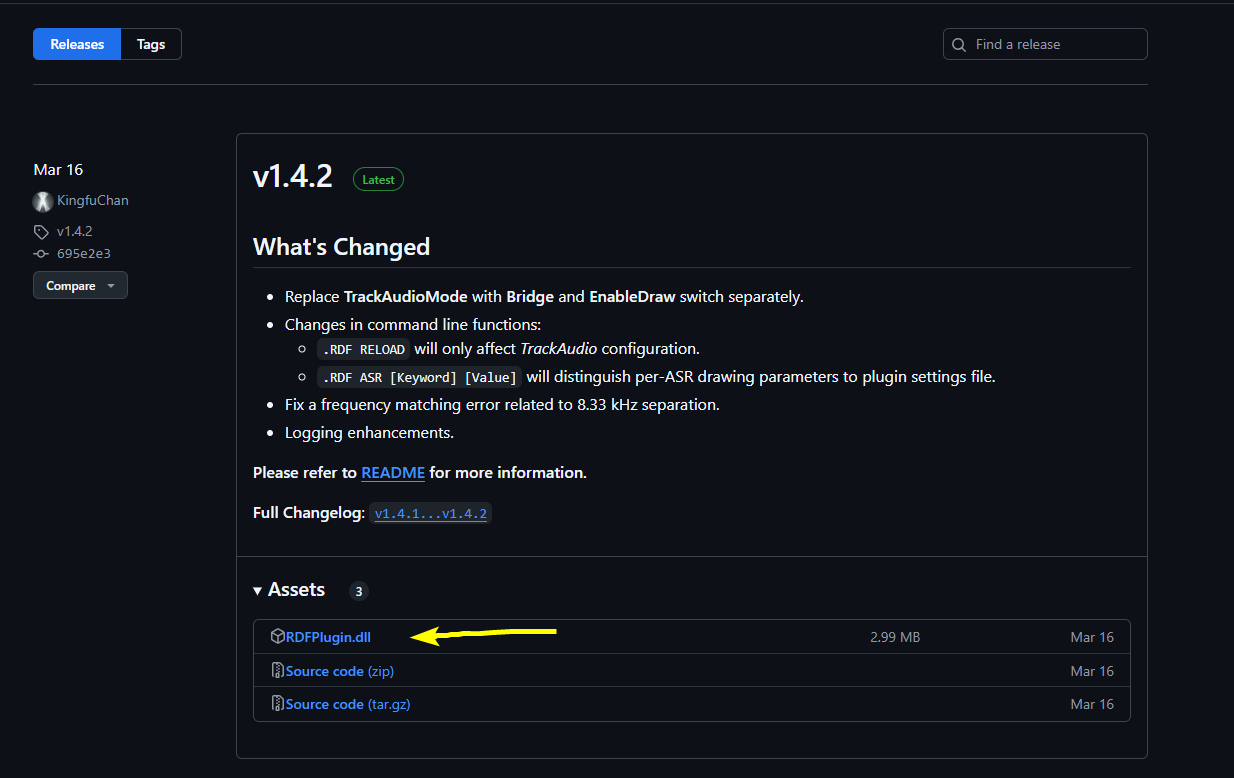 Releases Tags Find a release
Mar 16
KingfuChan
v1.4.2
695e2e3
Compare
v1.4.2 Latest
What's Changed
Replace TrackAudioMode with Bridge and EnableDraw switch separately.
Changes in command line functions:
.RDF RELOAD will only affect TrackAudio configuration.
.RDF ASR [Keyword] [Value] will distinguish per-ASR drawing parameters to plugin settings file.
Fix a frequency matching error related to 8.33 kHz separation.
Logging enhancements.
Please refer to README for more information.
Full Changelog: v1.4.1...v1.4.2
Assets 3
RDFPlugin.dll 2.99 MB Mar 16
Source code (zip) Mar 16
Source code (tar.gz) Mar 16